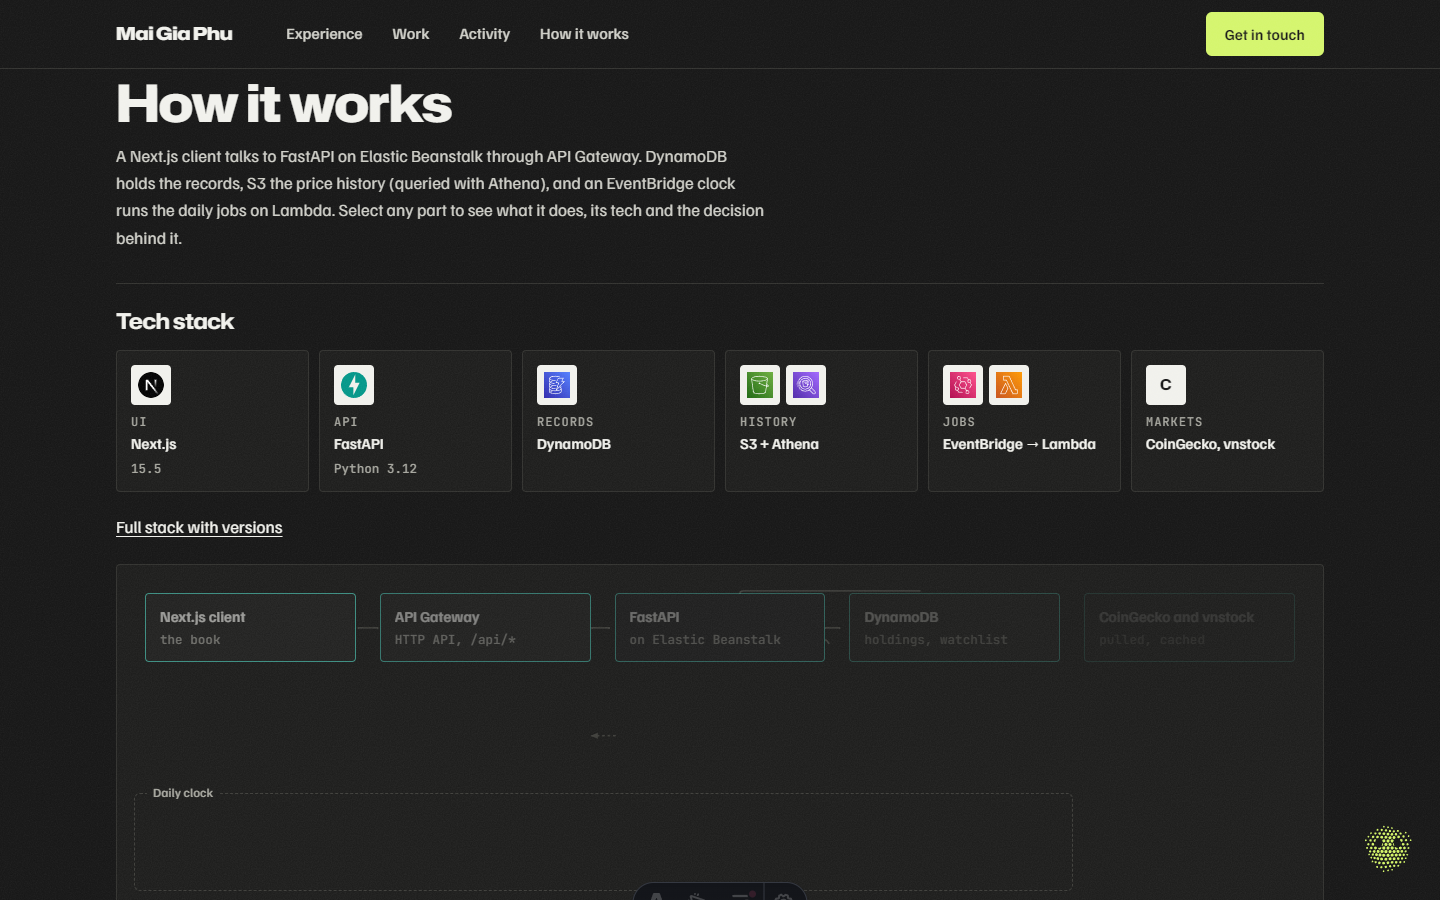 Mai Gia Phu
Experience
Work
Activity
How it works
Get in touch
How it works
A Next.js client talks to FastAPI on Elastic Beanstalk through API Gateway. DynamoDB
holds the records, S3 the price history (queried with Athena), and an EventBridge clock
runs the daily jobs on Lambda. Select any part to see what it does, its tech and the decision
behind it.
Tech stack
N
C
UI
API
RECORDS
HISTORY
JOBS
MARKETS
Next.js
FastAPI
DynamoDB
S3 + Athena
EventBridge → Lambda
CoinGecko, vnstock
15.5
Python 3.12
Full stack with versions
Next.js client
the book
API Gateway
HTTP API, /api/*
FastAPI
on Elastic Beanstalk
DynamoDB
holdings, watchlist
CoinGecko and vnstock
pulled, cached
Daily clock